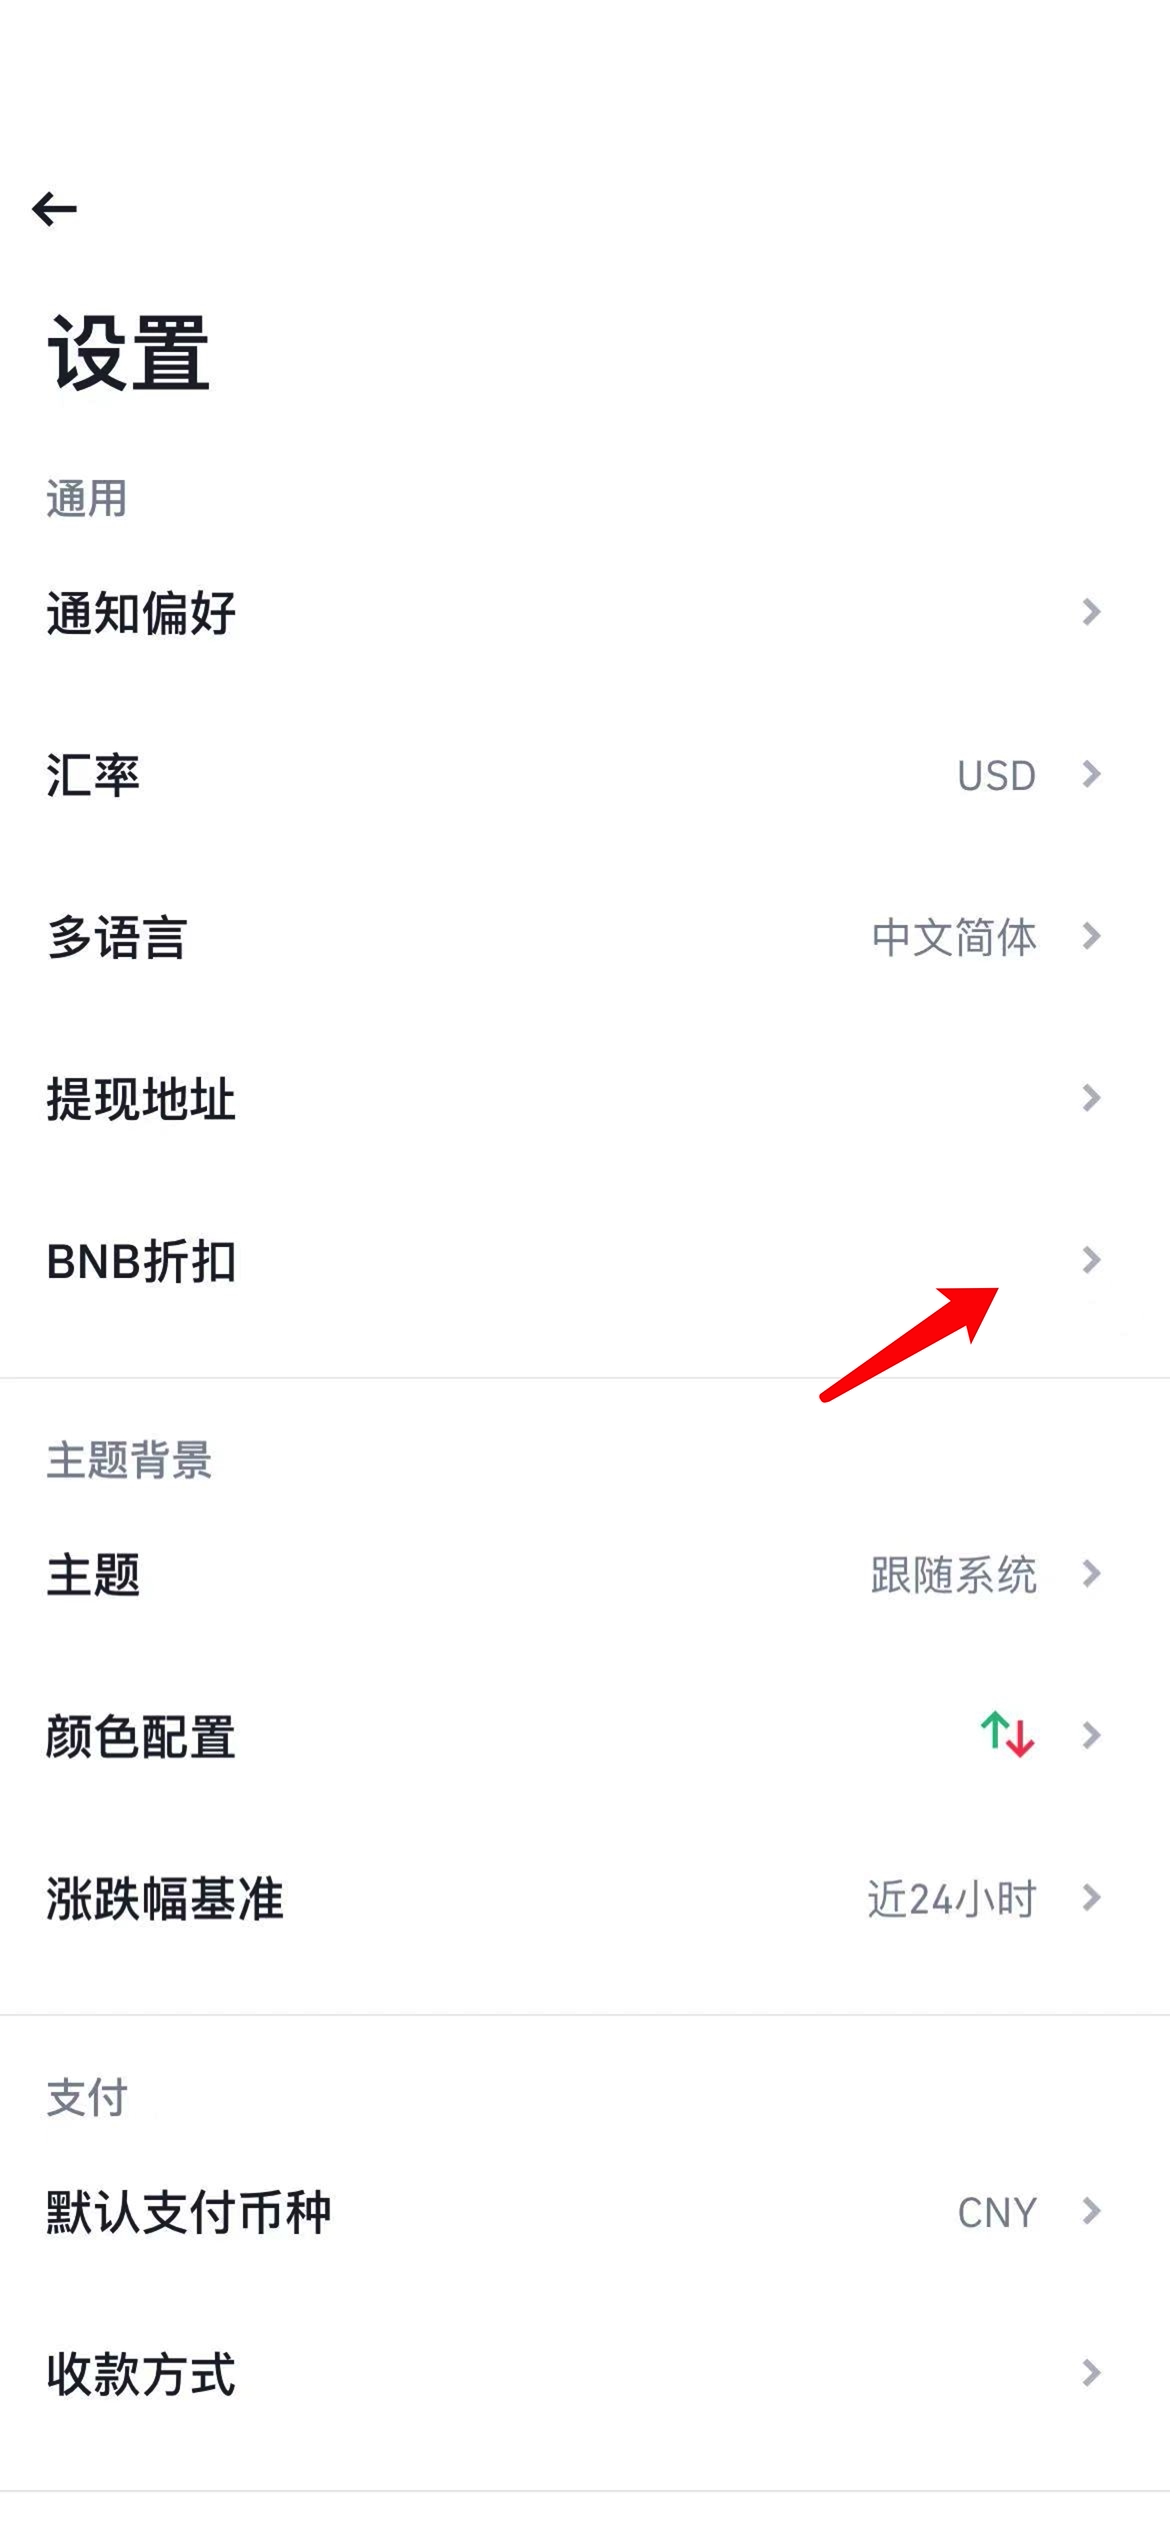 设置
通用
通知偏好
汇率 USD
多语言 中文简体
提现地址
BNB折扣
主题背景
主题 跟随系统
颜色配置
涨跌幅基准 近24小时
支付
默认支付币种 CNY
收款方式